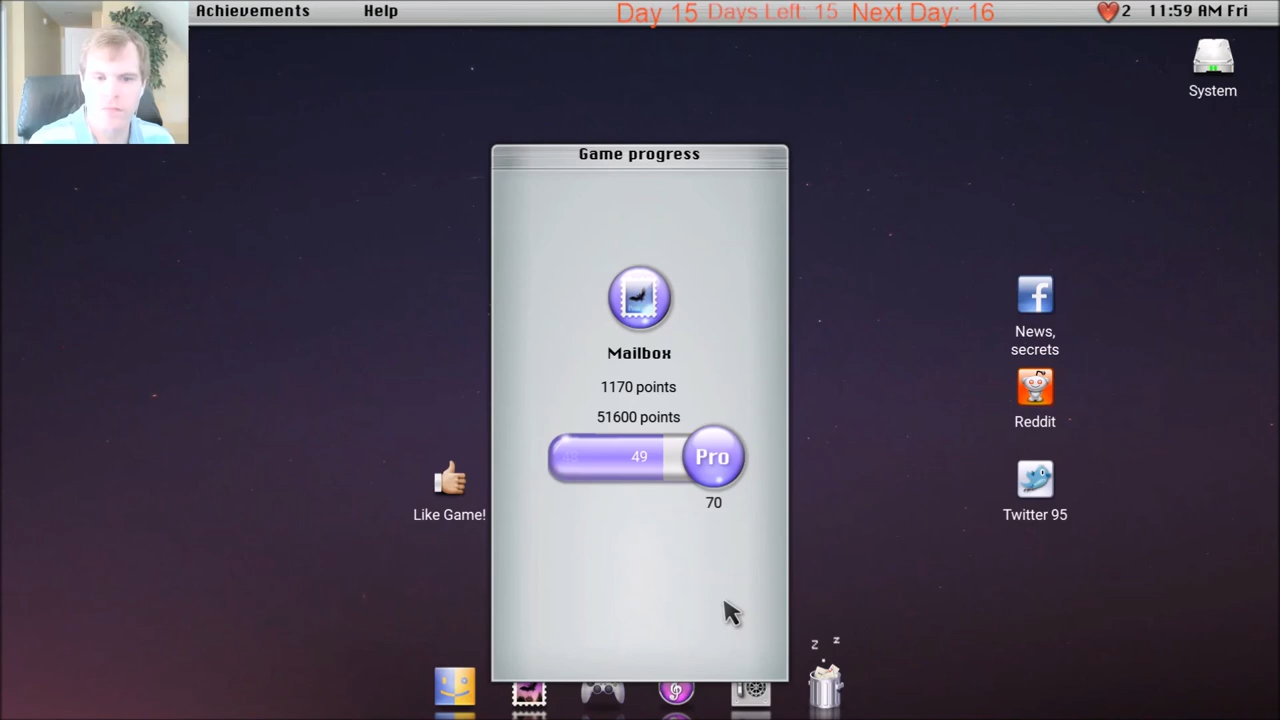 Achievements Help Day 15 Days Left: 15 Next Day: 16 2 11:59 AM Fri
System
Game progress
Mailbox
1170 points
51600 points
48 49 Pro
70
News,
secrets
Reddit
Like Game!
Twitter 95
z z